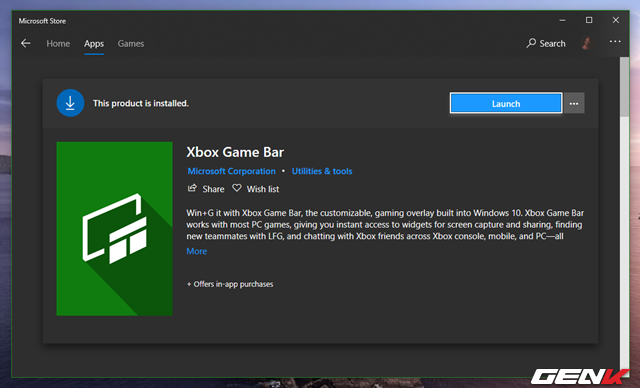 Microsoft Store
Home Apps Games
Search
This product is installed.
Launch
Xbox Game Bar
Microsoft Corporation • Utilities & tools
Share Wish list
Win+G it with Xbox Game Bar, the customizable, gaming overlay built into Windows 10. Xbox Game Bar
works with most PC games, giving you instant access to widgets for screen capture and sharing, finding
new teammates with LFG, and chatting with Xbox friends across Xbox console, mobile, and PC—all
More
+ Offers in-app purchases
GENK